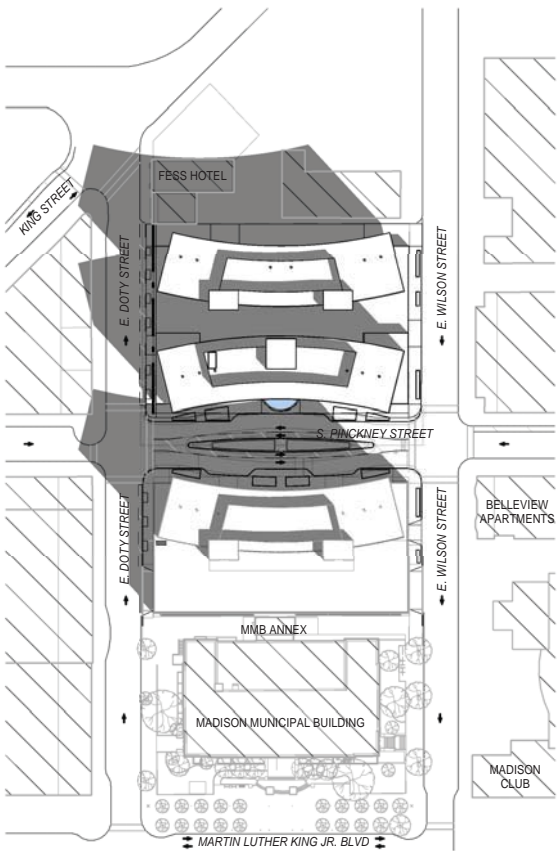 FESS HOTEL
KING STREET
E. DOTY STREET
E. WILSON STREET
S. PINCKNEY STREET
E. DOTY STREET
E. WILSON STREET
BELLEVIEW
APARTMENTS
MMB ANNEX
MADISON MUNICIPAL BUILDING
MADISON
CLUB
MARTIN LUTHER KING JR. BLVD